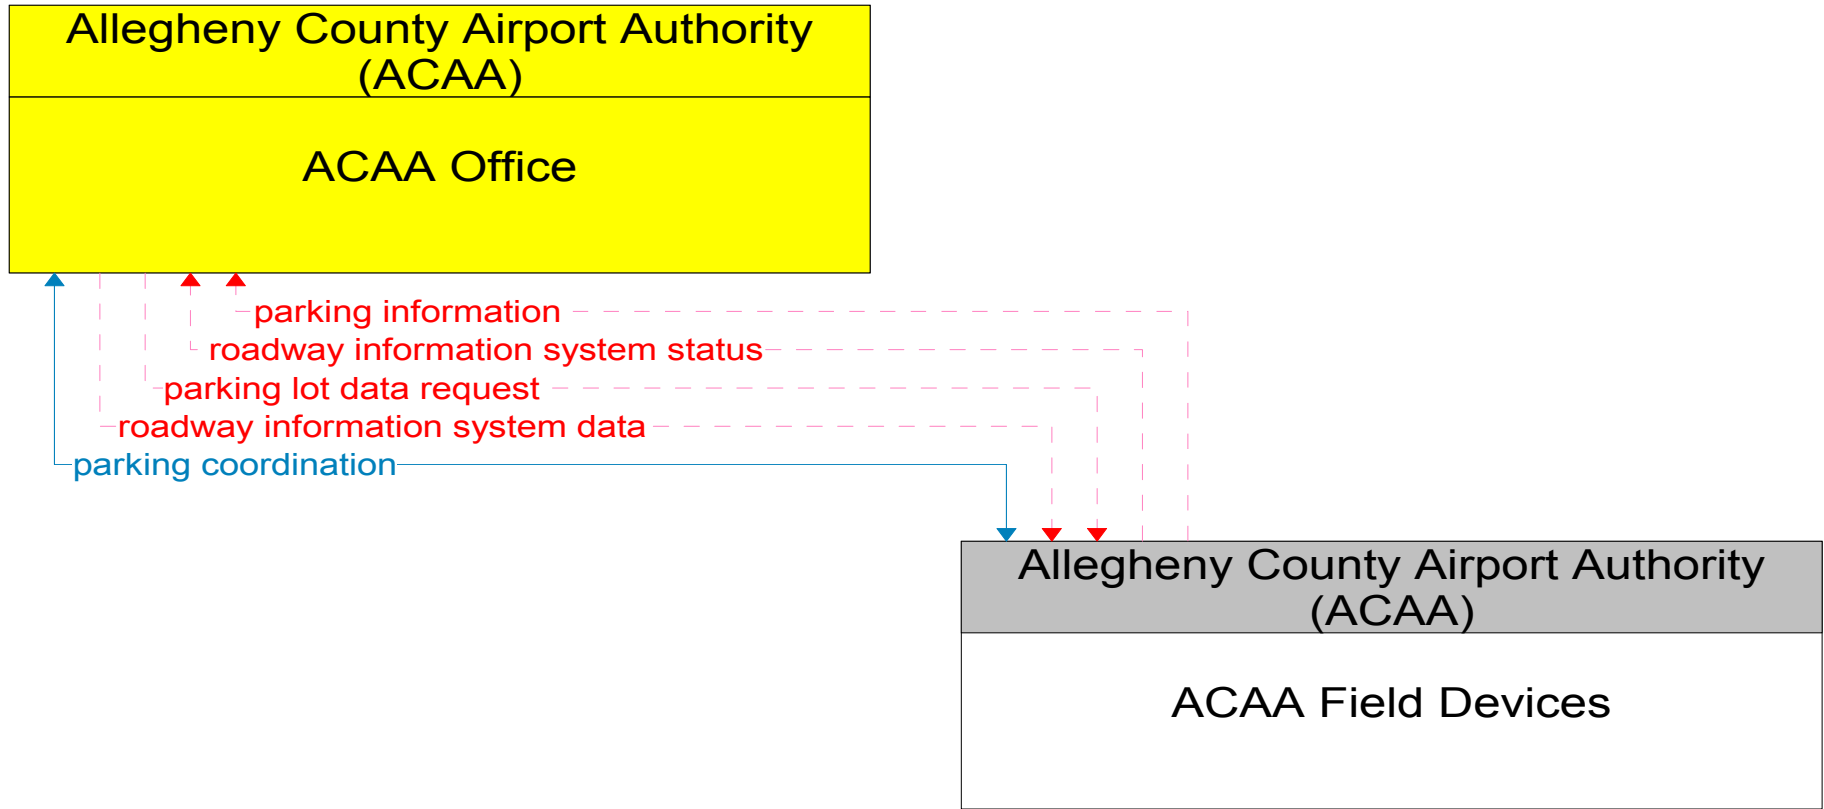 Allegheny County Airport Authority
(ACAA)
ACAA Office
parking information
roadway information system status
parking lot data request
roadway information system data
parking coordination
Allegheny County Airport Authority
(ACAA)
ACAA Field Devices